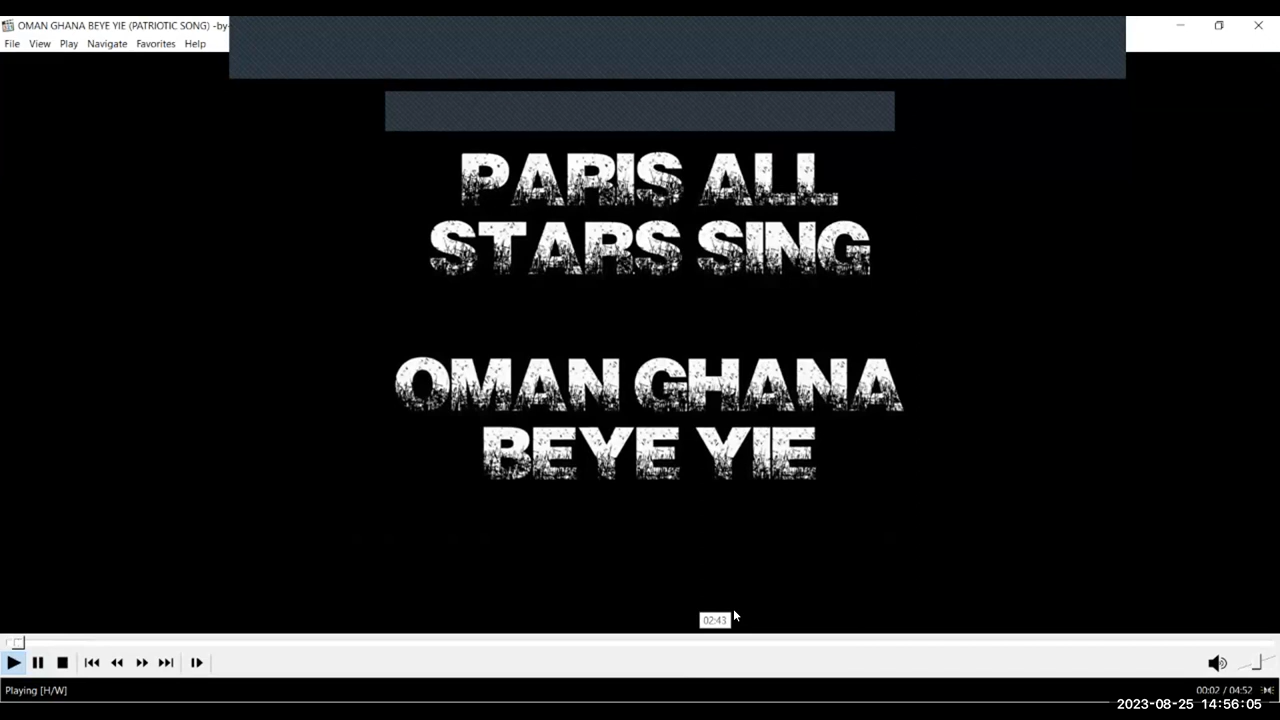 OMAN GHANA BEYE YIE (PATRIOTIC SONG) -by-
File View Play Navigate Favorites Help
PARIS ALL
STARS SING
OMAN GHANA
BEYE YIE
02:43
Playing [H/W]
00:02 / 04:52
2023-08-25 14:56:05